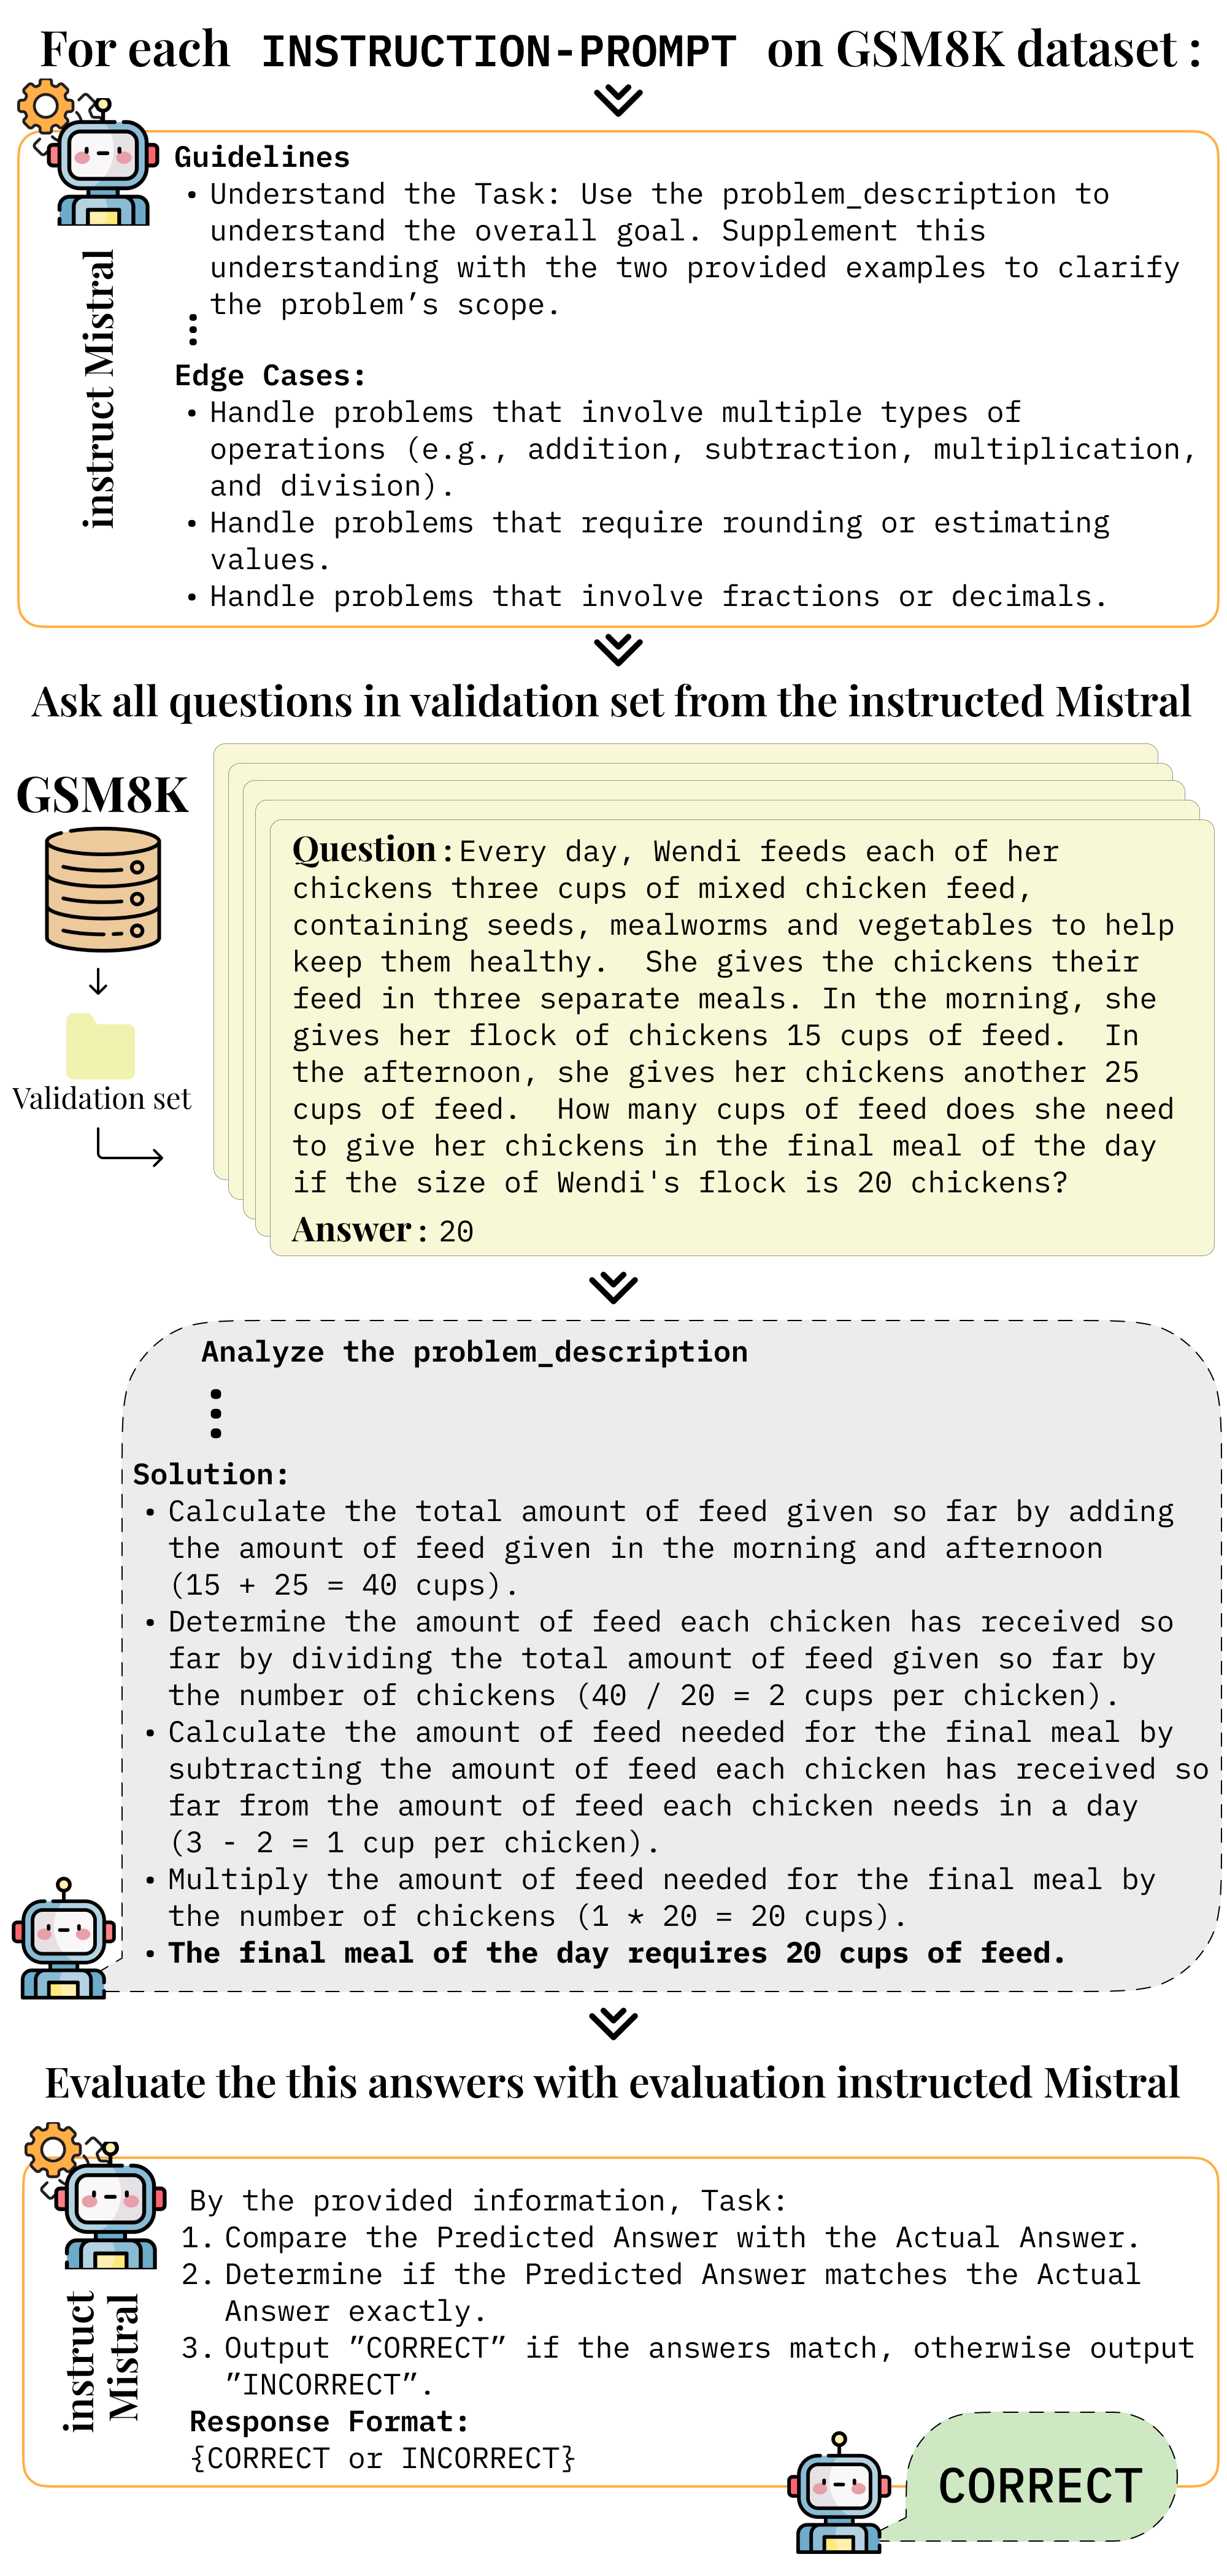 For each INSTRUCTION-PROMPT on GSM8K dataset :
instruct Mistral
Guidelines
• Understand the Task: Use the problem_description to
understand the overall goal. Supplement this
understanding with the two provided examples to clarify
the problem’s scope.
⋮
Edge Cases:
• Handle problems that involve multiple types of
operations (e.g., addition, subtraction, multiplication,
and division).
• Handle problems that require rounding or estimating
values.
• Handle problems that involve fractions or decimals.
Ask all questions in validation set from the instructed Mistral
GSM8K
Validation set
Question : Every day, Wendi feeds each of her
chickens three cups of mixed chicken feed,
containing seeds, mealworms and vegetables to help
keep them healthy.  She gives the chickens their
feed in three separate meals. In the morning, she
gives her flock of chickens 15 cups of feed.  In
the afternoon, she gives her chickens another 25
cups of feed.  How many cups of feed does she need
to give her chickens in the final meal of the day
if the size of Wendi's flock is 20 chickens?
Answer : 20
Analyze the problem_description
⋮
Solution:
• Calculate the total amount of feed given so far by adding
the amount of feed given in the morning and afternoon
(15 + 25 = 40 cups).
• Determine the amount of feed each chicken has received so
far by dividing the total amount of feed given so far by
the number of chickens (40 / 20 = 2 cups per chicken).
• Calculate the amount of feed needed for the final meal by
subtracting the amount of feed each chicken has received so
far from the amount of feed each chicken needs in a day
(3 - 2 = 1 cup per chicken).
• Multiply the amount of feed needed for the final meal by
the number of chickens (1 * 20 = 20 cups).
• The final meal of the day requires 20 cups of feed.
Evaluate the this answers with evaluation instructed Mistral
instruct
Mistral
By the provided information, Task:
1. Compare the Predicted Answer with the Actual Answer.
2. Determine if the Predicted Answer matches the Actual
Answer exactly.
3. Output ”CORRECT” if the answers match, otherwise output
”INCORRECT”.
Response Format:
{CORRECT or INCORRECT}
CORRECT